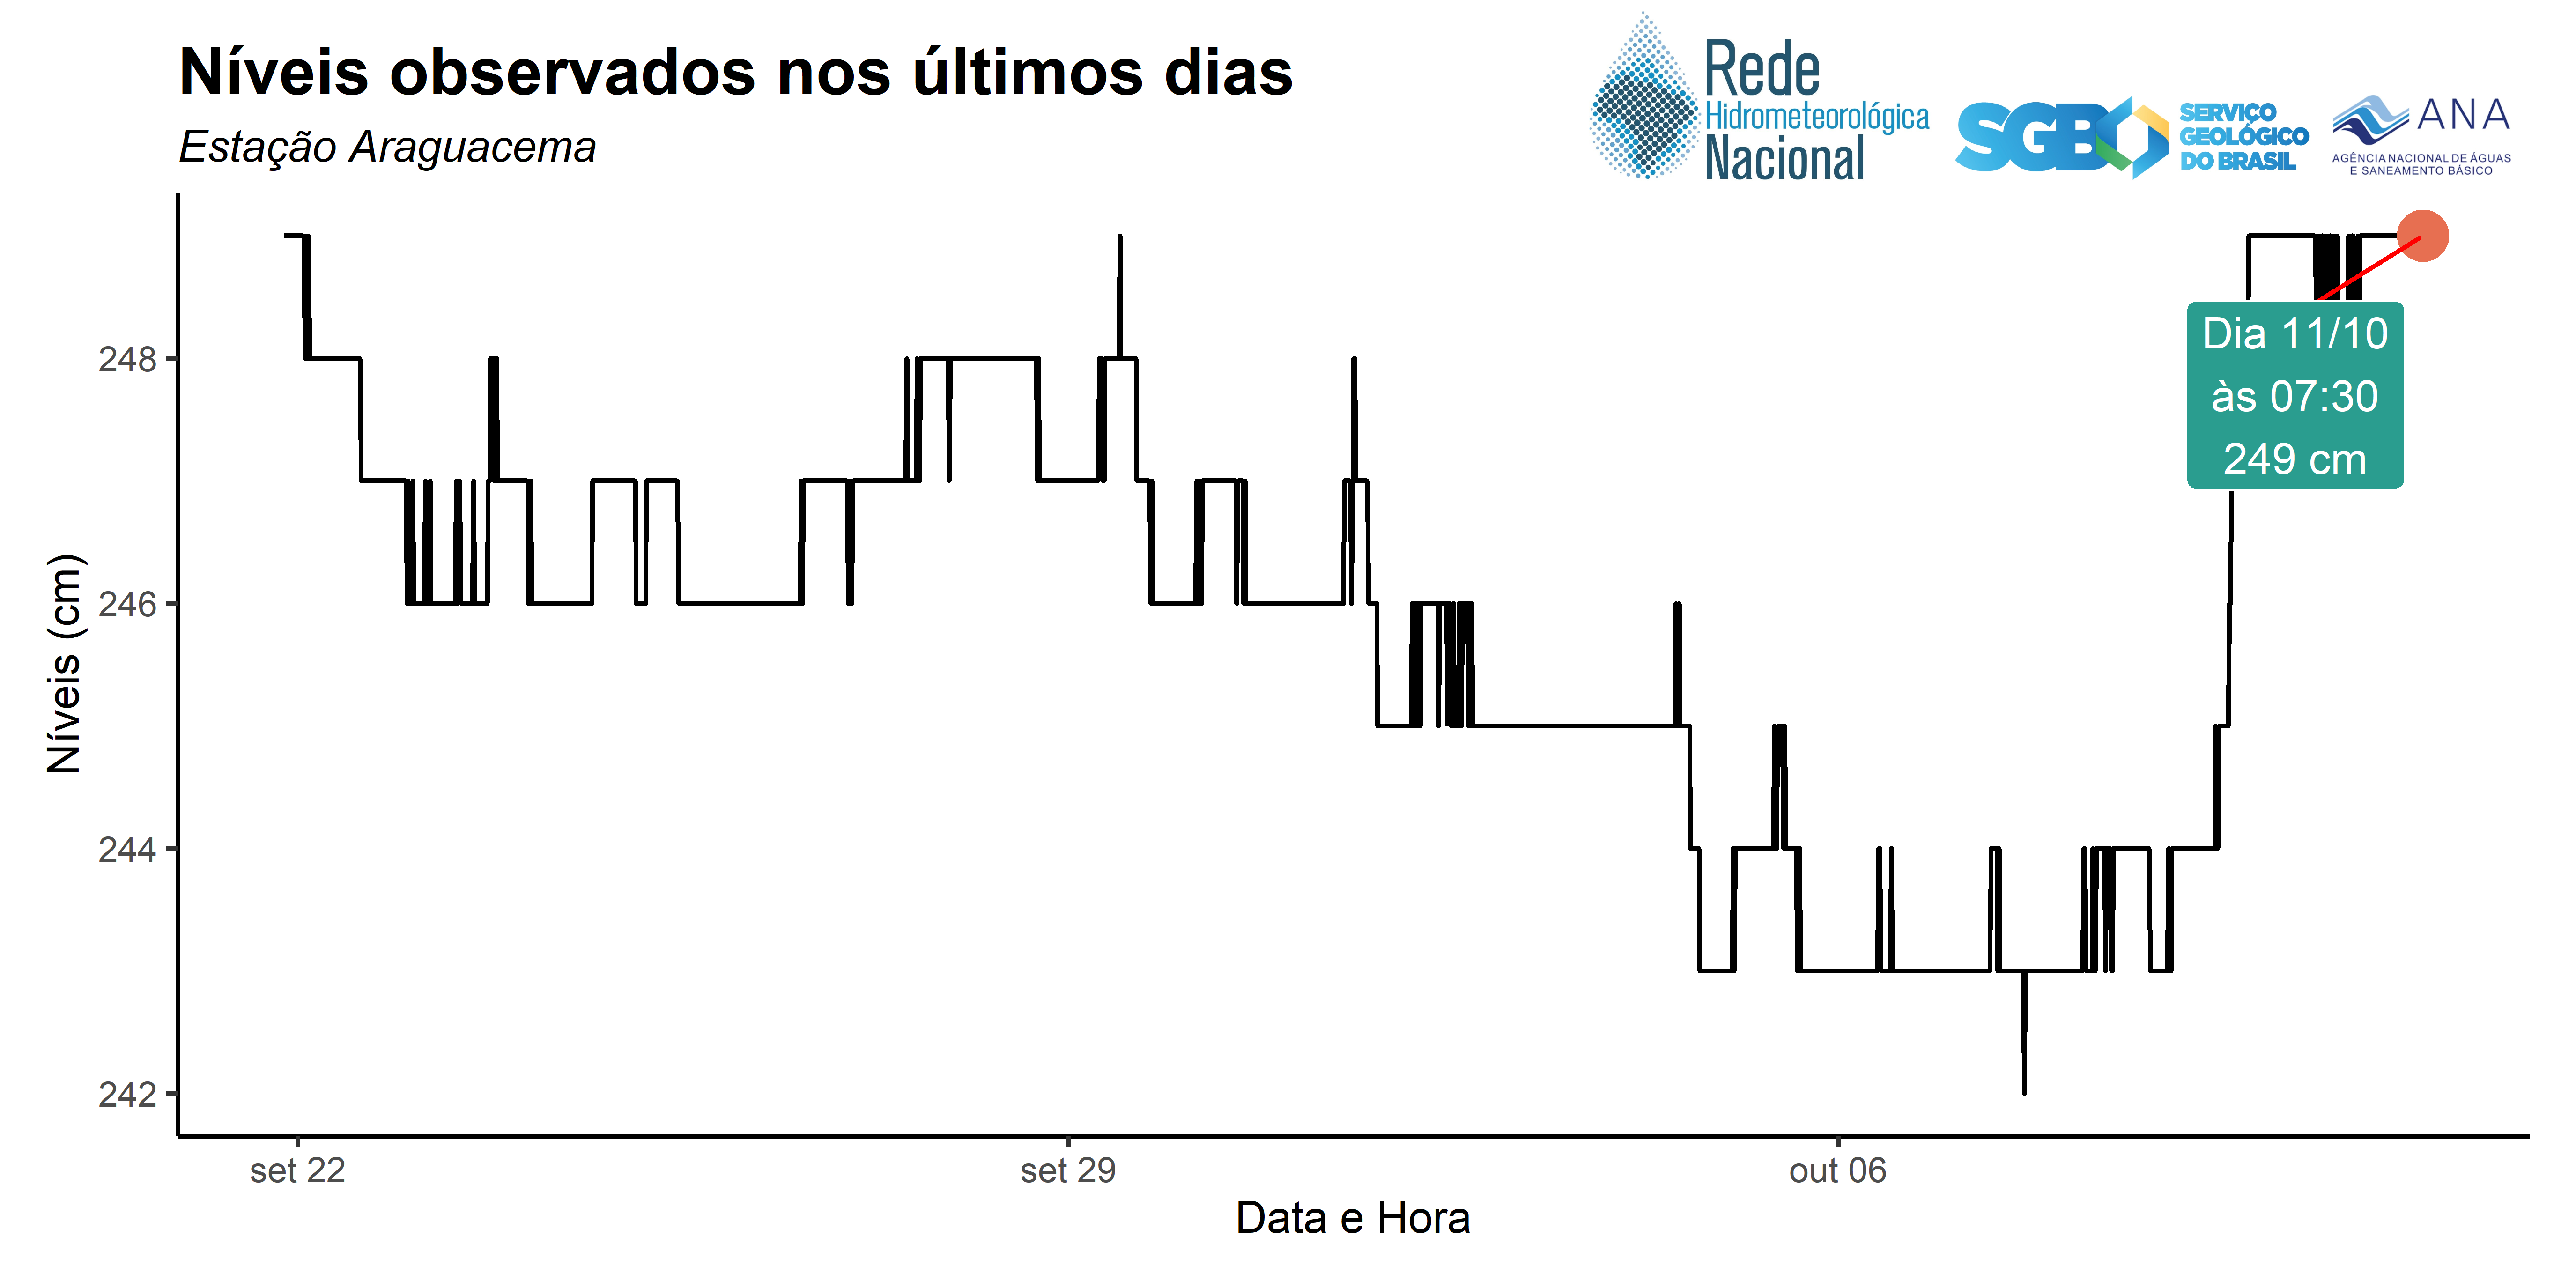 Níveis observados nos últimos dias
Estação Araguacema
Rede
Hidrometeorológica
Nacional
SGB
SERVIÇO
GEOLÓGICO
DO BRASIL
ANA
AGÊNCIA NACIONAL DE ÁGUAS
E SANEAMENTO BÁSICO
Níveis (cm)
248
246
244
242
Dia 11/10
às 07:30
249 cm
set 22
set 29
out 06
Data e Hora